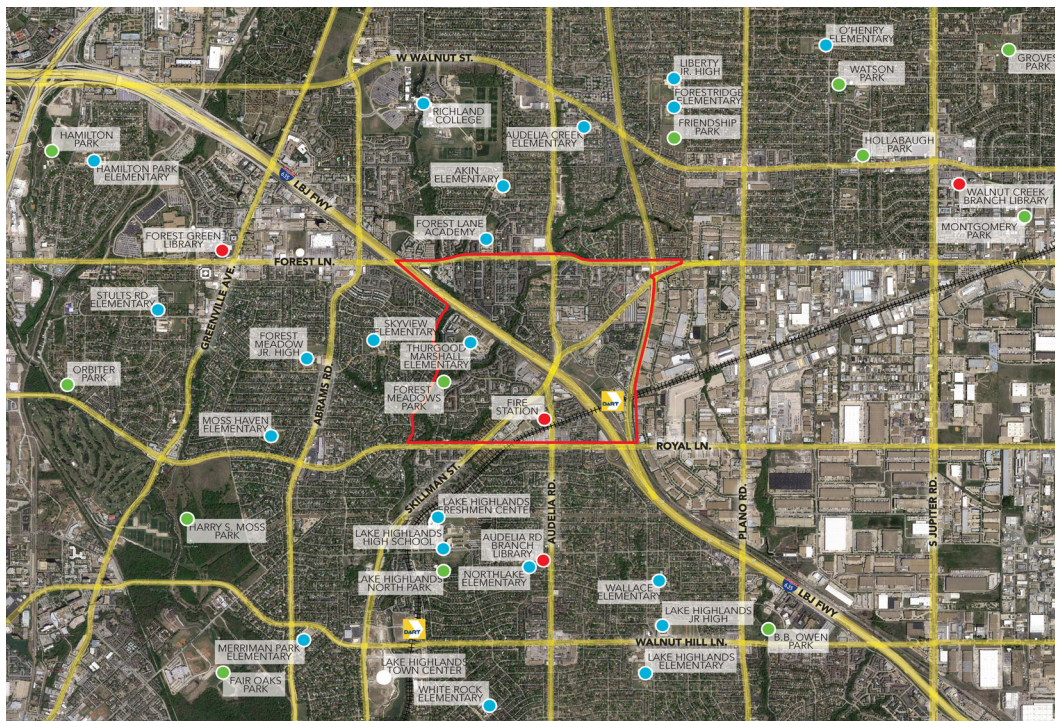 O'HENRY
ELEMENTARY
GROVES
PARK
W WALNUT ST.
LIBERTY
JR. HIGH
WATSON
PARK
FORESTRIDGE
ELEMENTARY
RICHLAND
COLLEGE
FRIENDSHIP
PARK
AUDELIA CREEK
ELEMENTARY
HAMILTON
PARK
HOLLABAUGH
PARK
HAMILTON PARK
ELEMENTARY
635
LBJ FWY
AKIN
ELEMENTARY
WALNUT CREEK
BRANCH LIBRARY
MONTGOMERY
PARK
FOREST LANE
ACADEMY
FOREST GREEN
LIBRARY
FOREST LN.
GREENVILLE AVE.
STULTS RD
ELEMENTARY
SKYVIEW
ELEMENTARY
FOREST
MEADOW
JR. HIGH
THURGOOD
MARSHALL
ELEMENTARY
ORBITER
PARK
ABRAMS RD.
FOREST
MEADOWS
PARK
FIRE
STATION
DART
MOSS HAVEN
ELEMENTARY
ROYAL LN.
SKILLMAN ST.
AUDELIA RD.
PLANO RD.
S JUPITER RD.
LAKE HIGHLANDS
FRESHMEN CENTER
HARRY S. MOSS
PARK
LAKE HIGHLANDS
HIGH SCHOOL
AUDELIA RD
BRANCH
LIBRARY
LAKE HIGHLANDS
NORTH PARK
NORTHLAKE
ELEMENTARY
WALLACE
ELEMENTARY
635
LBJ FWY
LAKE HIGHLANDS
JR HIGH
DART
WALNUT HILL LN.
B.B. OWEN
PARK
MERRIMAN PARK
ELEMENTARY
LAKE HIGHLANDS
TOWN CENTER
LAKE HIGHLANDS
ELEMENTARY
FAIR OAKS
PARK
WHITE ROCK
ELEMENTARY